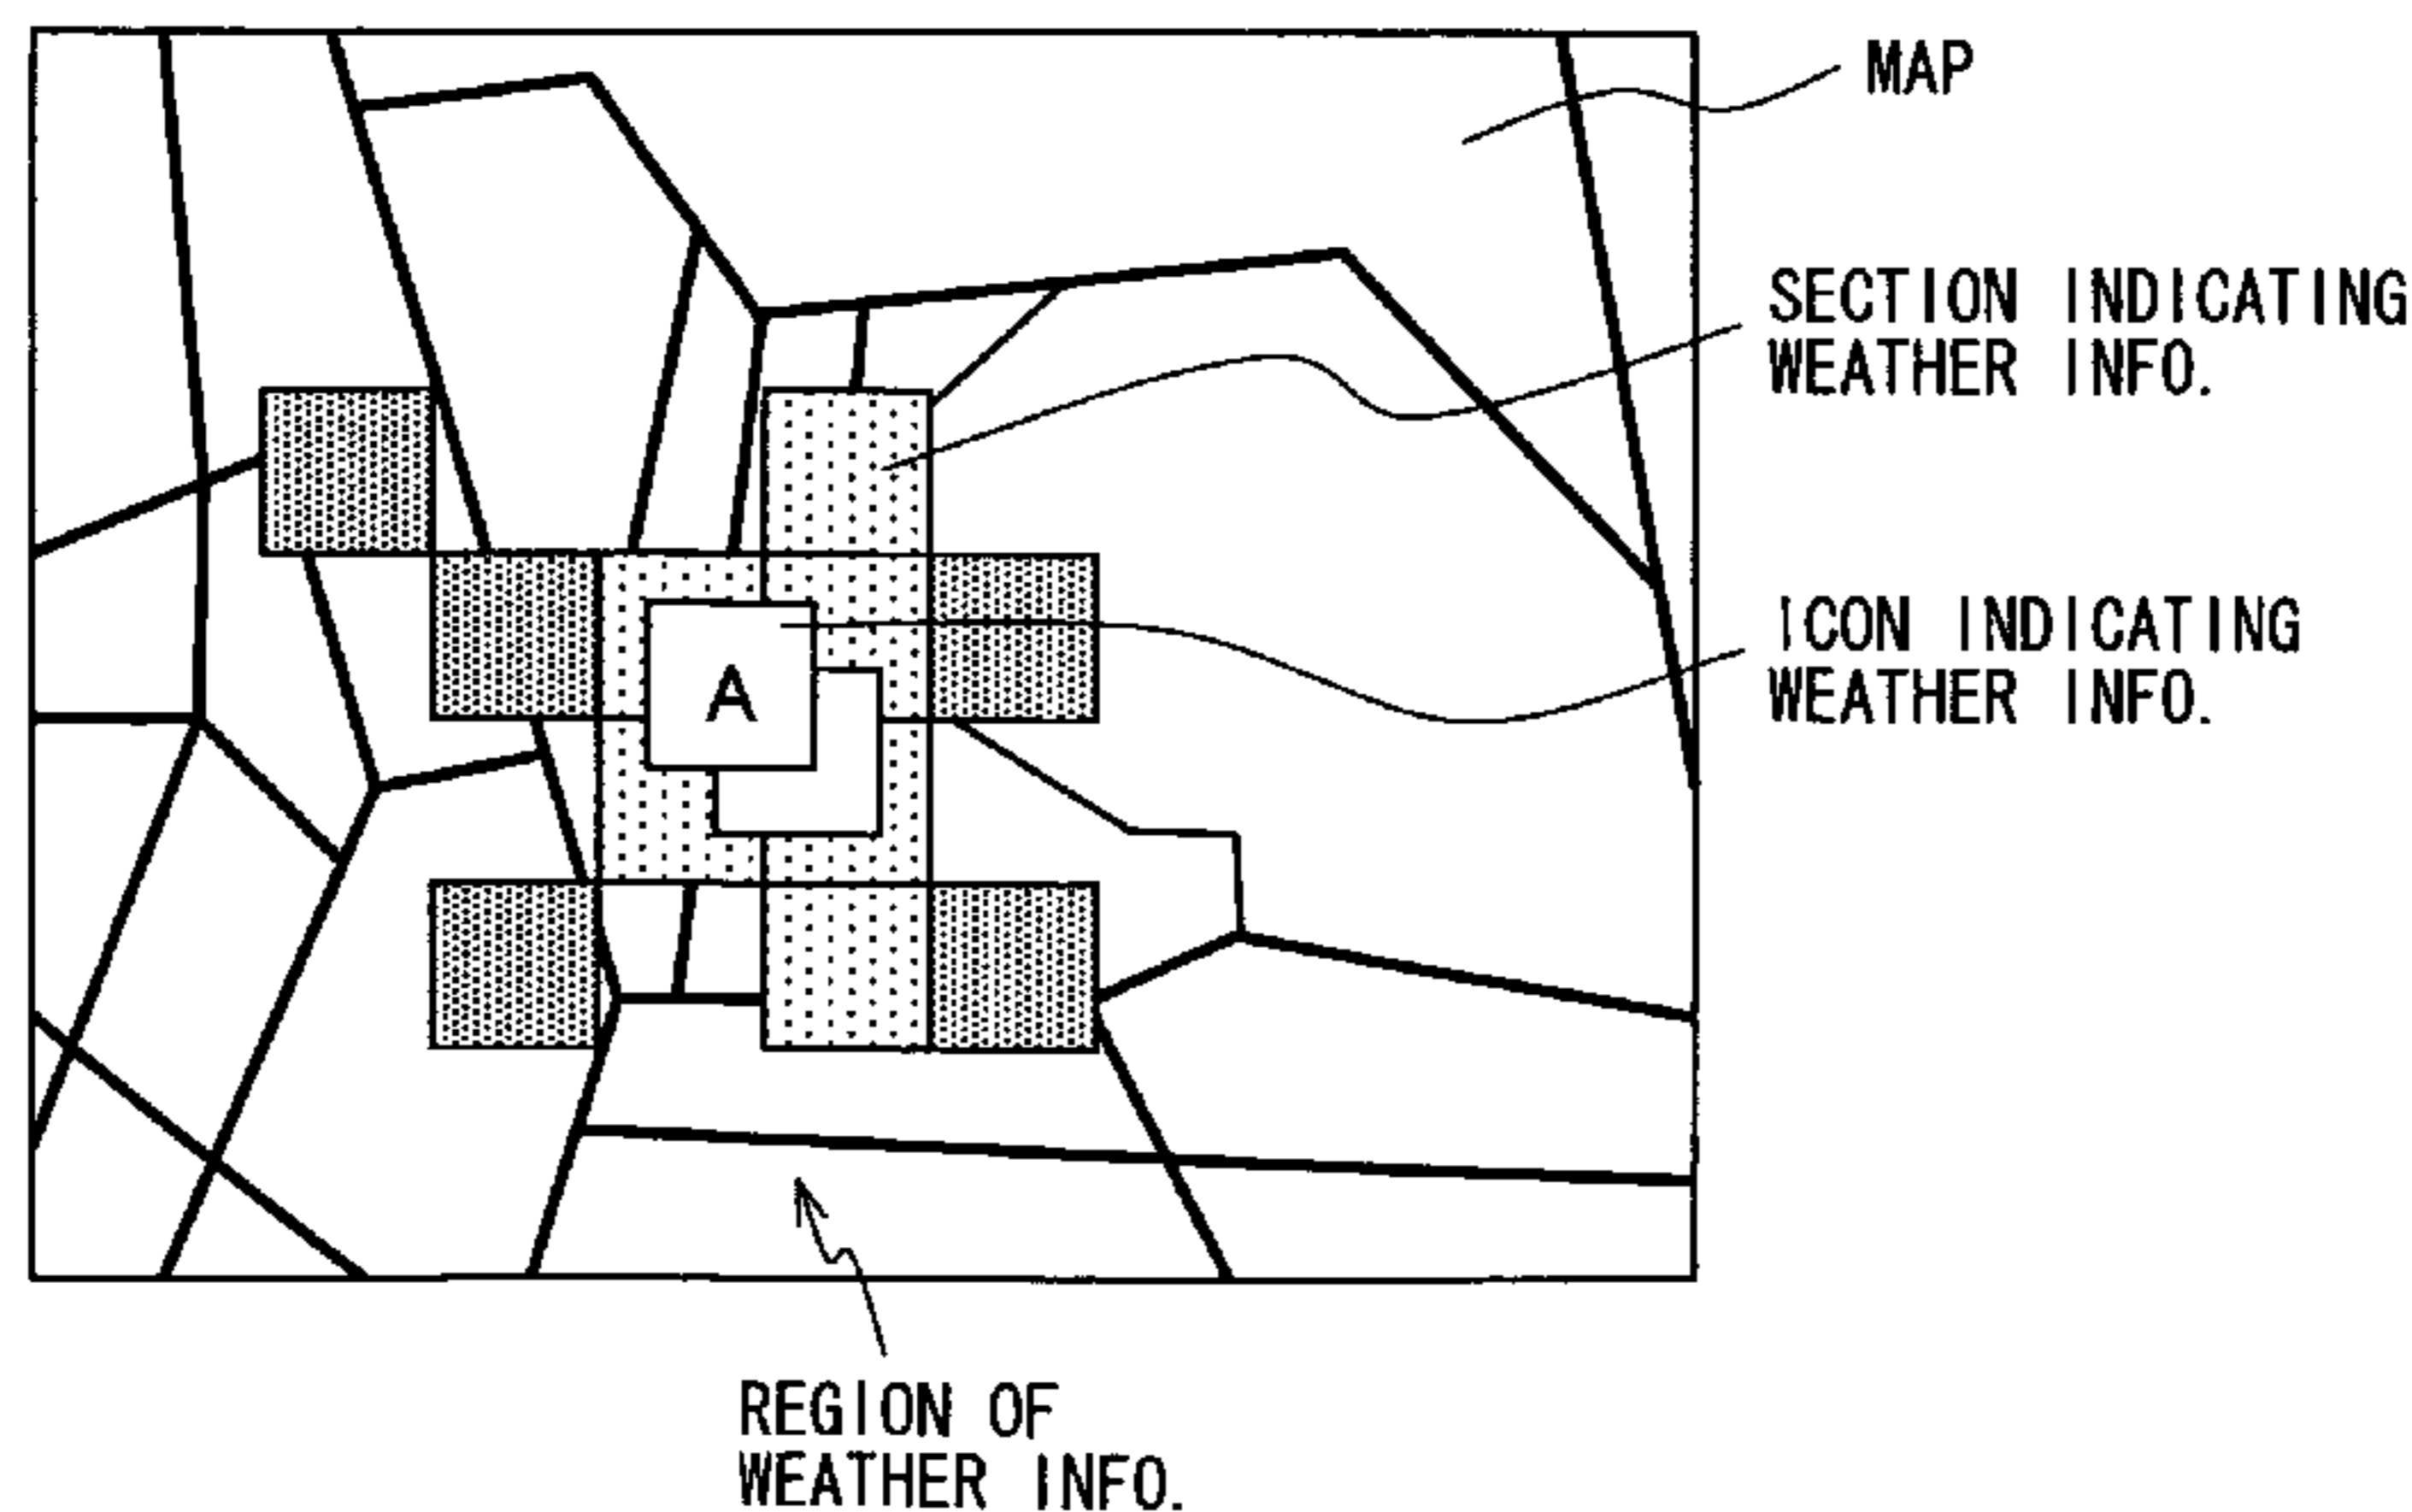 MAP
SECTION INDICATING
WEATHER INFO.
ICON INDICATING
WEATHER INFO.
A
REGION OF
WEATHER INFO.